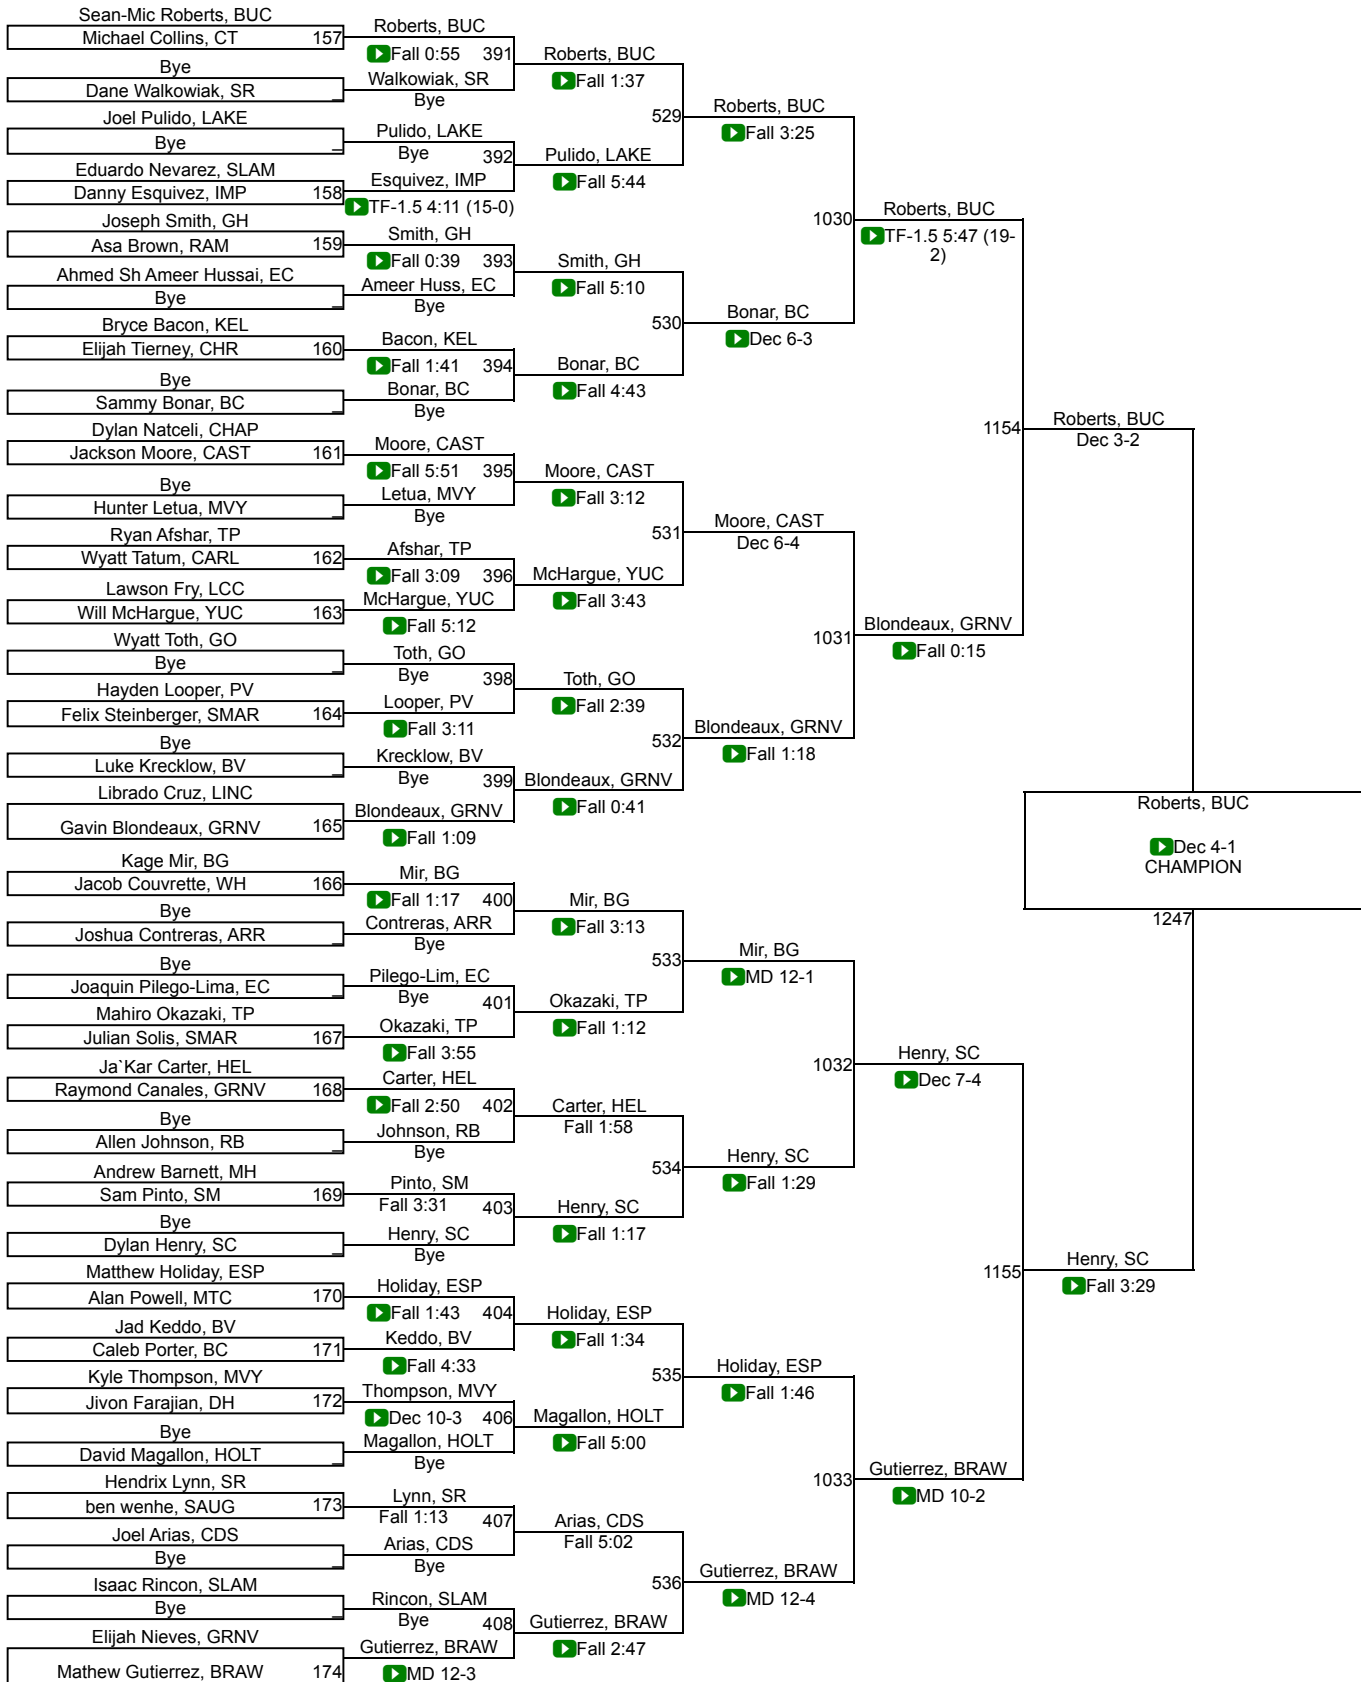 Sean-Mic Roberts, BUC
Michael Collins, CT 157
Bye
Dane Walkowiak, SR _
Joel Pulido, LAKE
Bye _
Eduardo Nevarez, SLAM
Danny Esquivez, IMP 158
Joseph Smith, GH
Asa Brown, RAM 159
Ahmed Sh Ameer Hussai, EC
Bye _
Bryce Bacon, KEL
Elijah Tierney, CHR 160
Bye
Sammy Bonar, BC _
Dylan Natceli, CHAP
Jackson Moore, CAST 161
Bye
Hunter Letua, MVY _
Ryan Afshar, TP
Wyatt Tatum, CARL 162
Lawson Fry, LCC
Will McHargue, YUC 163
Wyatt Toth, GO
Bye _
Hayden Looper, PV
Felix Steinberger, SMAR 164
Bye
Luke Krecklow, BV _
Librado Cruz, LINC
Gavin Blondeaux, GRNV 165
Kage Mir, BG
Jacob Couvrette, WH 166
Bye
Joshua Contreras, ARR _
Bye
Joaquin Pilego-Lima, EC _
Mahiro Okazaki, TP
Julian Solis, SMAR 167
Ja`Kar Carter, HEL
Raymond Canales, GRNV 168
Bye
Allen Johnson, RB _
Andrew Barnett, MH
Sam Pinto, SM 169
Bye
Dylan Henry, SC _
Matthew Holiday, ESP
Alan Powell, MTC 170
Jad Keddo, BV
Caleb Porter, BC 171
Kyle Thompson, MVY
Jivon Farajian, DH 172
Bye
David Magallon, HOLT _
Hendrix Lynn, SR
ben wenhe, SAUG 173
Joel Arias, CDS
Bye _
Isaac Rincon, SLAM
Bye _
Elijah Nieves, GRNV
Mathew Gutierrez, BRAW 174
Roberts, BUC
Fall 0:55 391
Walkowiak, SR
Bye
Pulido, LAKE
Bye 392
Esquivez, IMP
TF-1.5 4:11 (15-0)
Smith, GH
Fall 0:39 393
Ameer Huss, EC
Bye
Bacon, KEL
Fall 1:41 394
Bonar, BC
Bye
Moore, CAST
Fall 5:51 395
Letua, MVY
Bye
Afshar, TP
Fall 3:09 396
McHargue, YUC
Fall 5:12
Toth, GO
Bye 398
Looper, PV
Fall 3:11
Krecklow, BV
Bye 399
Blondeaux, GRNV
Fall 1:09
Mir, BG
Fall 1:17 400
Contreras, ARR
Bye
Pilego-Lim, EC
Bye 401
Okazaki, TP
Fall 3:55
Carter, HEL
Fall 2:50 402
Johnson, RB
Bye
Pinto, SM
Fall 3:31 403
Henry, SC
Bye
Holiday, ESP
Fall 1:43 404
Keddo, BV
Fall 4:33
Thompson, MVY
Dec 10-3 406
Magallon, HOLT
Bye
Lynn, SR
Fall 1:13 407
Arias, CDS
Bye
Rincon, SLAM
Bye 408
Gutierrez, BRAW
MD 12-3
Roberts, BUC
Fall 1:37
529
Pulido, LAKE
Fall 5:44
Smith, GH
Fall 5:10
530
Bonar, BC
Fall 4:43
Moore, CAST
Fall 3:12
531
McHargue, YUC
Fall 3:43
Toth, GO
Fall 2:39
532
Blondeaux, GRNV
Fall 0:41
Mir, BG
Fall 3:13
533
Okazaki, TP
Fall 1:12
Carter, HEL
Fall 1:58
534
Henry, SC
Fall 1:17
Holiday, ESP
Fall 1:34
535
Magallon, HOLT
Fall 5:00
Arias, CDS
Fall 5:02
536
Gutierrez, BRAW
Fall 2:47
Roberts, BUC
Fall 3:25
1030
Bonar, BC
Dec 6-3
Moore, CAST
Dec 6-4
1031
Blondeaux, GRNV
Fall 1:18
Mir, BG
MD 12-1
1032
Henry, SC
Fall 1:29
Holiday, ESP
Fall 1:46
1033
Gutierrez, BRAW
MD 12-4
Roberts, BUC
TF-1.5 5:47 (19-
2)
1154
Blondeaux, GRNV
Fall 0:15
Henry, SC
Dec 7-4
1155
Gutierrez, BRAW
MD 10-2
Roberts, BUC
Dec 3-2
Henry, SC
Fall 3:29
Roberts, BUC
Dec 4-1
CHAMPION
1247